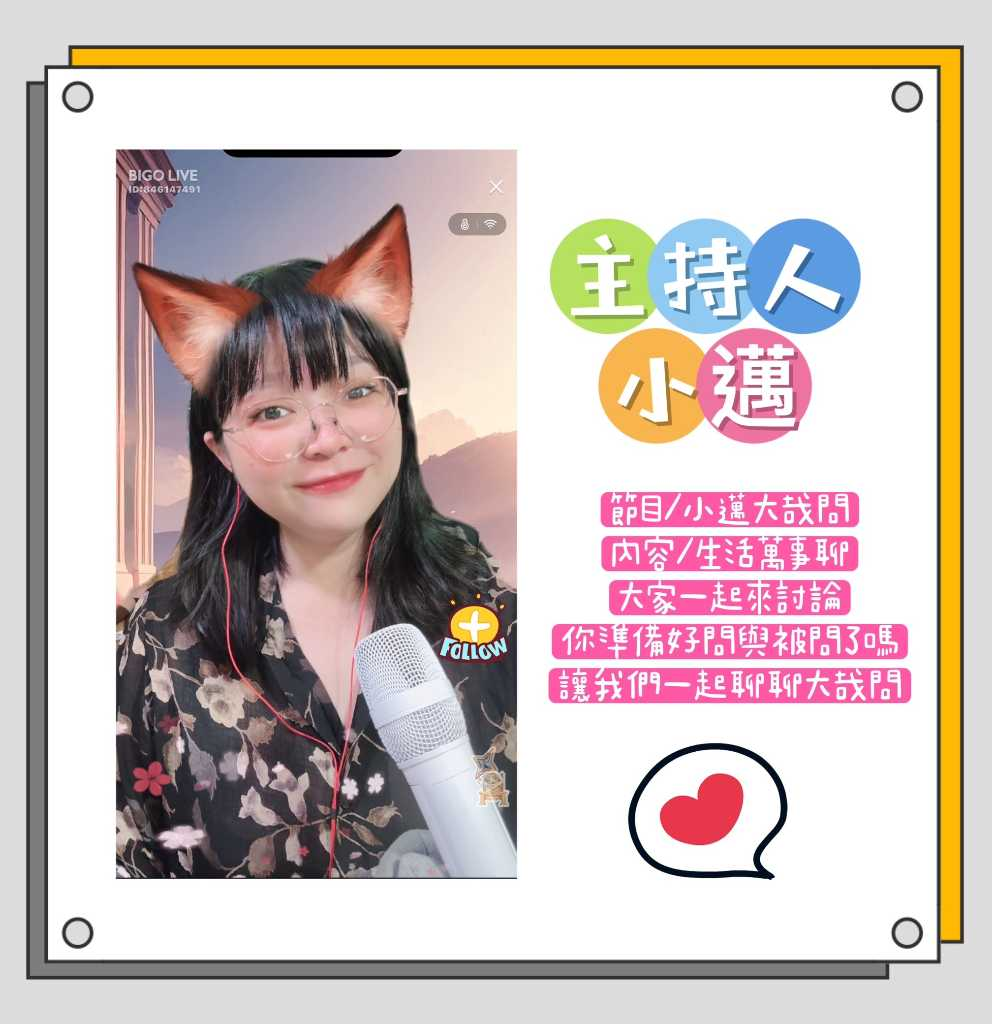 BIGO LIVE
ID:846147491
FOLLOW
主持人
小邁
節目/小邁大哉問
內容/生活萬事聊
大家一起來討論
你準備好問與被問了嗎
讓我們一起聊聊大哉問